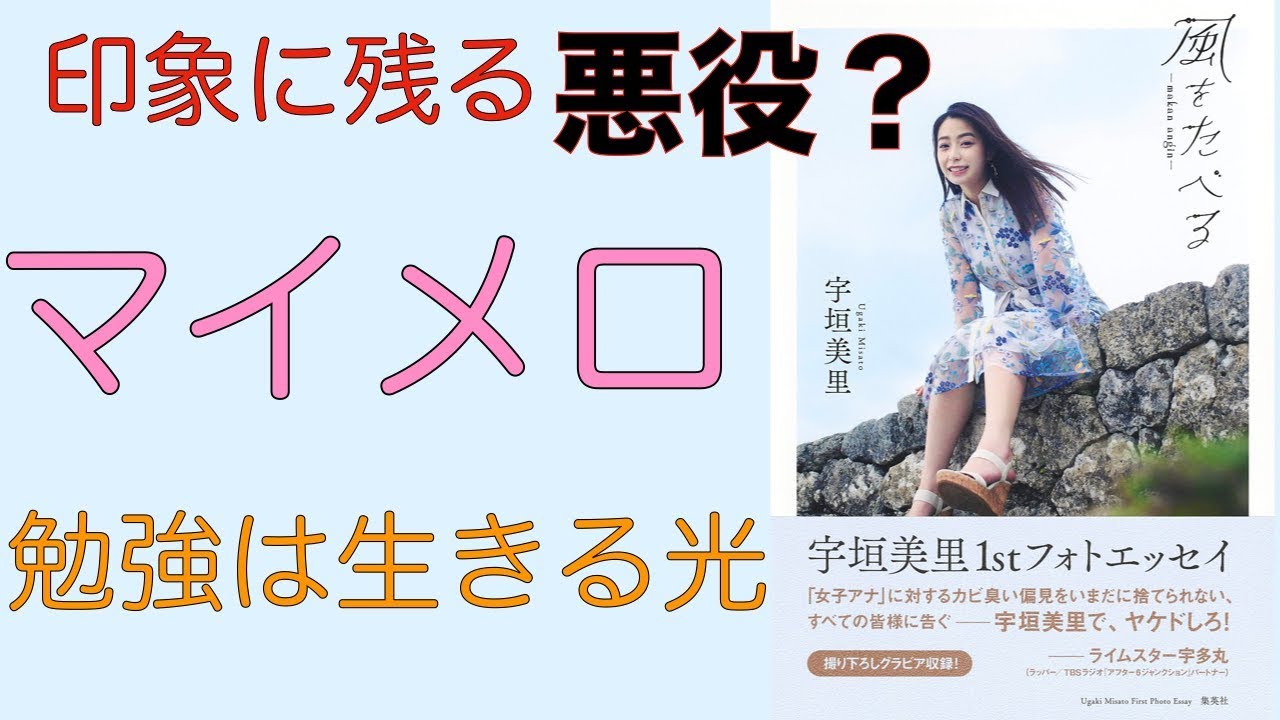 印象に残る悪役？
マイメロ
勉強は生きる光
風をたべる
—makan angin—
宇垣美里
Ugaki Misato
宇垣美里1stフォトエッセイ
「女子アナ」に対するカビ臭い偏見をいまだに捨てられない、
すべての皆様に告ぐ——宇垣美里で、ヤケドしろ!
——ライムスター宇多丸
(ラッパー／TBSラジオ「アフター6ジャンクション」パートナー)
撮り下ろしグラビア収録!
Ugaki Misato First Photo Essay 集英社